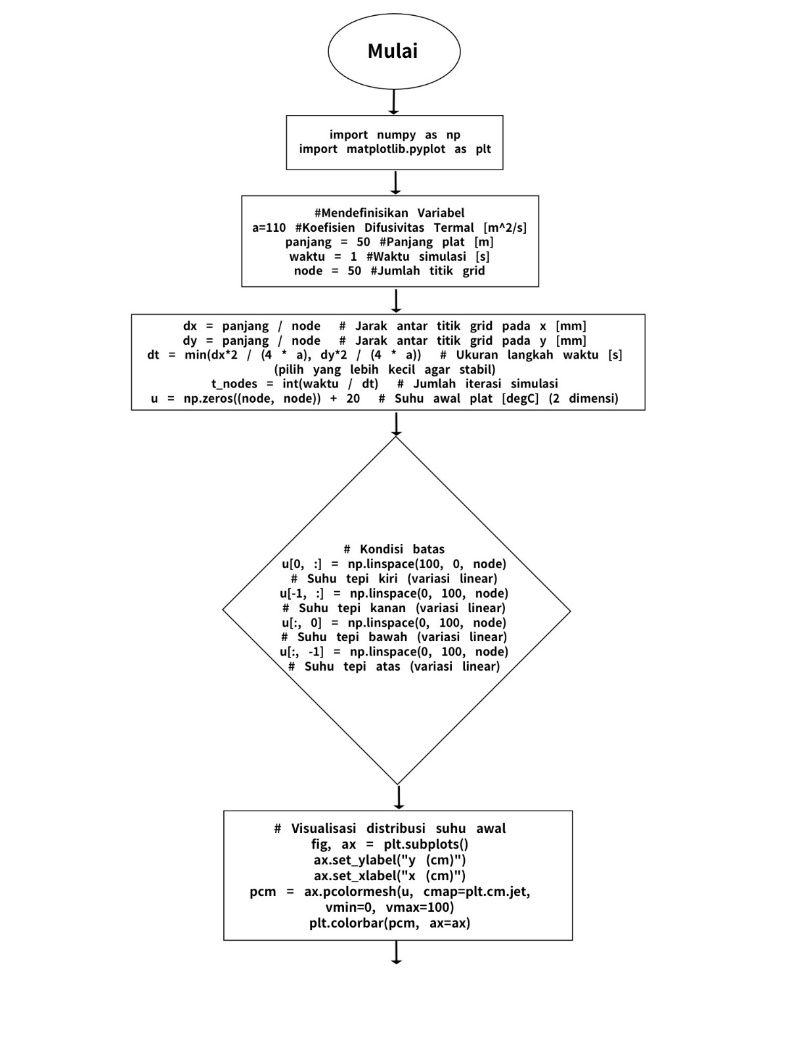 Mulai
import numpy as np
import matplotlib.pyplot as plt
#Mendefinisikan Variabel
a=110 #Koefisien Difusivitas Termal [m^2/s]
panjang = 50 #Panjang plat [m]
waktu = 1 #Waktu simulasi [s]
node = 50 #Jumlah titik grid
dx = panjang / node # Jarak antar titik grid pada x [mm]
dy = panjang / node # Jarak antar titik grid pada y [mm]
dt = min(dx*2 / (4 * a), dy*2 / (4 * a)) # Ukuran langkah waktu [s]
(pilih yang lebih kecil agar stabil)
t_nodes = int(waktu / dt) # Jumlah iterasi simulasi
u = np.zeros((node, node)) + 20 # Suhu awal plat [degC] (2 dimensi)
# Kondisi batas
u[0, :] = np.linspace(100, 0, node)
# Suhu tepi kiri (variasi linear)
u[-1, :] = np.linspace(0, 100, node)
# Suhu tepi kanan (variasi linear)
u[:, 0] = np.linspace(0, 100, node)
# Suhu tepi bawah (variasi linear)
u[:, -1] = np.linspace(0, 100, node)
# Suhu tepi atas (variasi linear)
# Visualisasi distribusi suhu awal
fig, ax = plt.subplots()
ax.set_ylabel("y (cm)")
ax.set_xlabel("x (cm)")
pcm = ax.pcolormesh(u, cmap=plt.cm.jet,
vmin=0, vmax=100)
plt.colorbar(pcm, ax=ax)